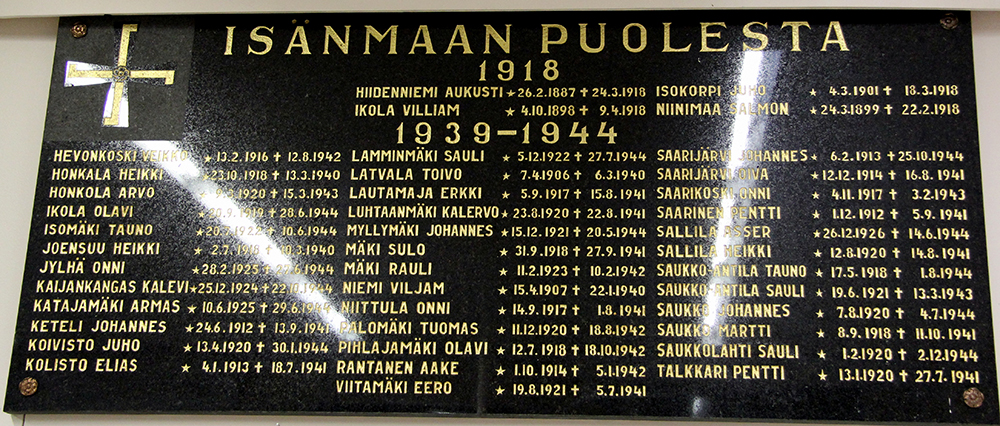 ISÄNMAAN PUOLESTA
1918
HIIDENNIEMI AUKUSTI ★ 26.2.1887 ✝ 24.3.1918
IKOLA VILLIAM ★ 4.10.1898 ✝ 9.4.1918
ISOKORPI JUHO ★ 4.3.1901 ✝ 18.3.1918
NIINIMAA SALMON ★ 24.3.1899 ✝ 22.2.1918
1939-1944
HEVONKOSKI VEIKKO ★ 13.2.1916 ✝ 12.8.1942
HONKALA HEIKKI ★ 23.10.1918 ✝ 13.3.1940
HONKOLA ARVO ★ ✝ 15.3.1943
IKOLA OLAVI ★ ✝ 28.6.1944
ISOMÄKI TAUNO ★ 20.7.1922 ✝ 10.6.1944
JOENSUU HEIKKI ★ 2.7.1918 ✝
JYLHÄ ONNI ★ 28.2.1925 ✝
KAIJANKANGAS KALEVI ★ 25.12.1924 ✝ 22.10.1944
KATAJAMÄKI ARMAS ★ 10.6.1925 ✝ 29.6.1944
KETELI JOHANNES ★ 24.6.1912 ✝ 13.9.1941
KOIVISTO JUHO ★ 13.4.1920 ✝ 30.1.1944
KOLISTO ELIAS ★ 4.1.1913 ✝ 18.7.1941
LAMMINMÄKI SAULI ★ 5.12.1922 ✝ 27.7.1944
LATVALA TOIVO ★ 7.4.1906 ✝ 6.3.1940
LAUTAMAJA ERKKI ★ 5.9.1917 ✝ 15.8.1941
LUHTAANMÄKI KALERVO ★ 23.8.1920 ✝ 22.8.1941
MYLLYMÄKI JOHANNES ★ 15.12.1921 ✝ 20.5.1944
MÄKI SULO ★ 31.9.1918 ✝ 27.9.1941
MÄKI RAULI ★ 11.2.1923 ✝ 10.2.1942
NIEMI VILJAM ★ 15.4.1907 ✝ 22.1.1940
NIITTULA ONNI ★ 14.9.1917 ✝ 1.8.1941
PALOMÄKI TUOMAS ★ 11.12.1920 ✝ 18.8.1942
PIHLAJAMÄKI OLAVI ★ 12.7.1918 ✝ 18.10.1942
RANTANEN AAKE ★ 1.10.1914 ✝ 5.1.1942
VIITAMÄKI EERO ★ 19.8.1921 ✝ 5.7.1941
SAARIJÄRVI JOHANNES ★ 6.2.1913 ✝ 25.10.1944
SAARIJÄRVI OIVA ★ 12.12.1914 ✝ 16.8.1941
SAARIKOSKI ONNI ★ 4.11.1917 ✝ 3.2.1943
SAARINEN PENTTI ★ 1.12.1912 ✝ 5.9.1941
SALLILA ESSER ★ 26.12.1926 ✝ 14.6.1944
SALLILA HEIKKI ★ 12.8.1920 ✝ 14.8.1941
SAUKKO-ANTILA TAUNO ★ 17.5.1918 ✝ 1.8.1944
SAUKKO-ANTILA SAULI ★ 19.6.1921 ✝ 13.3.1943
SAUKKO JOHANNES ★ 7.8.1920 ✝ 4.7.1944
SAUKKO MARTTI ★ 8.9.1918 ✝ 11.10.1941
SAUKKOLAHTI SAULI ★ 1.2.1920 ✝ 2.12.1944
TALKKARI PENTTI ★ 13.1.1920 ✝ 27.7.1941